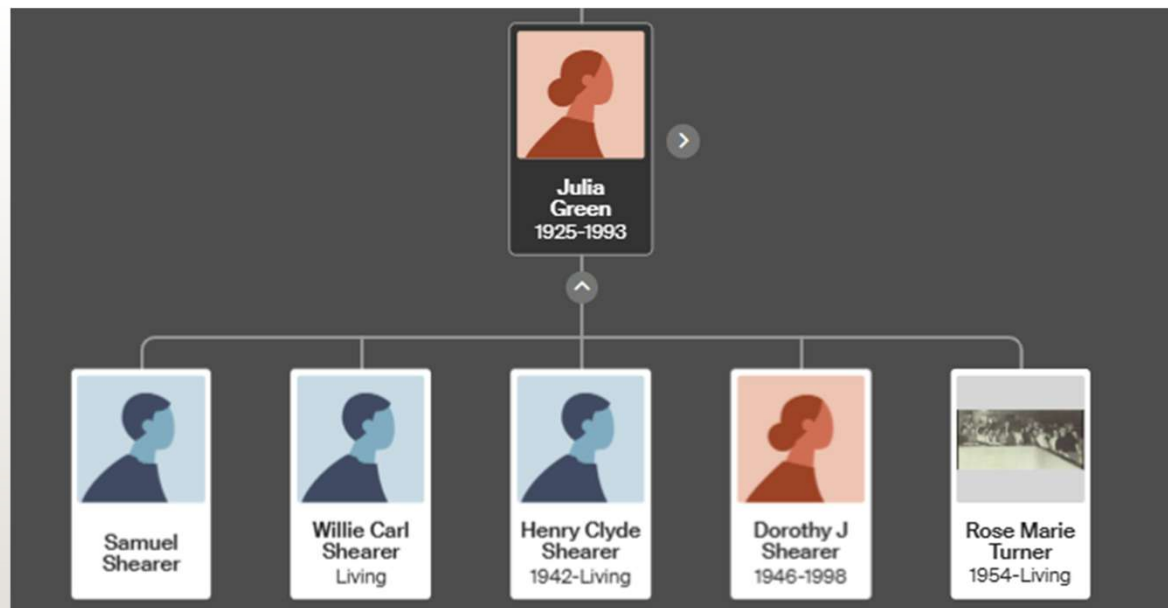 Julia
Green
1925-1993
Samuel
Shearer
Willie Carl
Shearer
Living
Henry Clyde
Shearer
1942-Living
Dorothy J
Shearer
1946-1998
Rose Marie
Turner
1954-Living